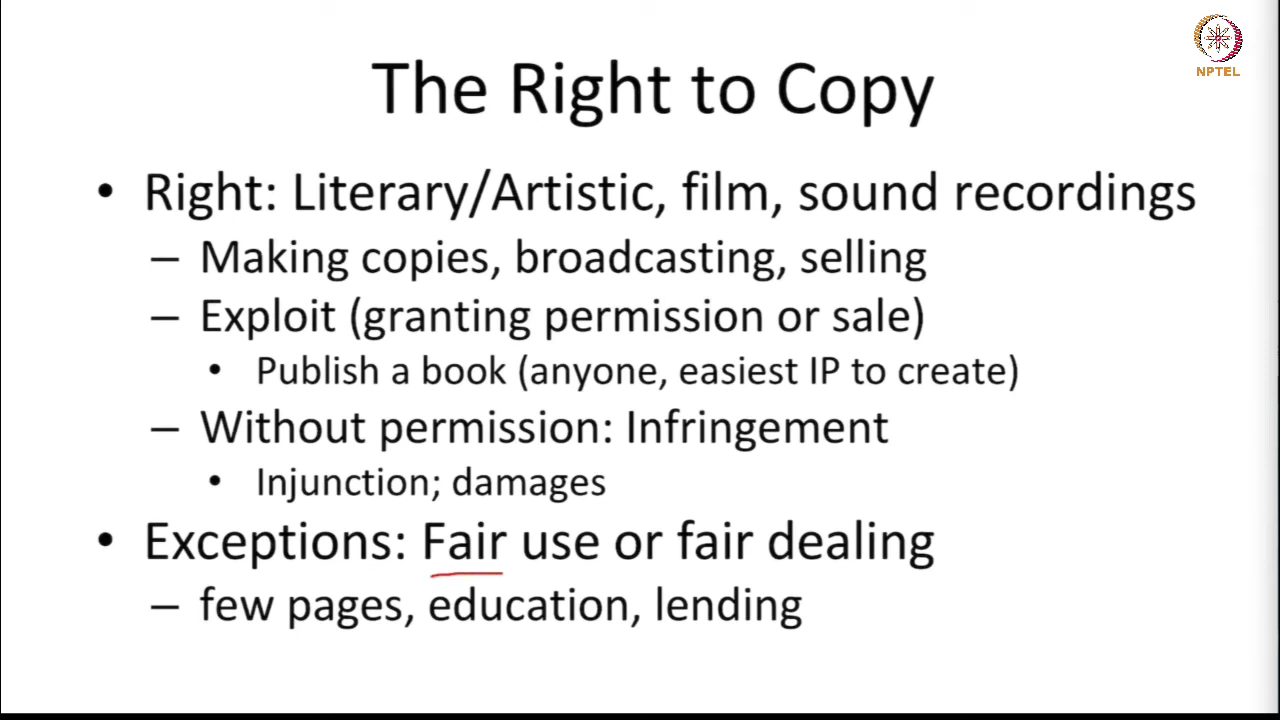 NPTEL
The Right to Copy
• Right: Literary/Artistic, film, sound recordings
– Making copies, broadcasting, selling
– Exploit (granting permission or sale)
• Publish a book (anyone, easiest IP to create)
– Without permission: Infringement
• Injunction; damages
• Exceptions: Fair use or fair dealing
– few pages, education, lending